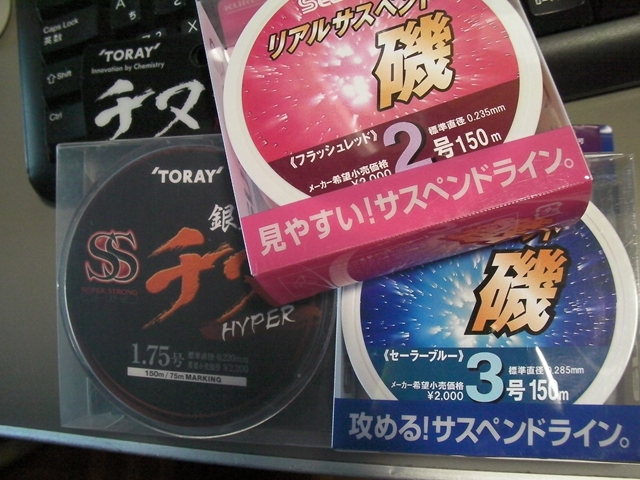 Caps Lock
英数
Shift
Ctrl
'TORAY'
Innovation by Chemistry
チヌ
リアルサスペンド
磯
《フラッシュレッド》
2号150m
標準直径0.235mm
メーカー希望小売価格
¥2,000
見やすい!サスペンドライン。
'TORAY'
銀
SS
SUPER STRONG
チヌ
HYPER
1.75号
150m / 75m MARKING
磯
《セーラーブルー》
3号150m
標準直径0.285mm
メーカー希望小売価格
¥2,000
攻める!サスペンドライン。